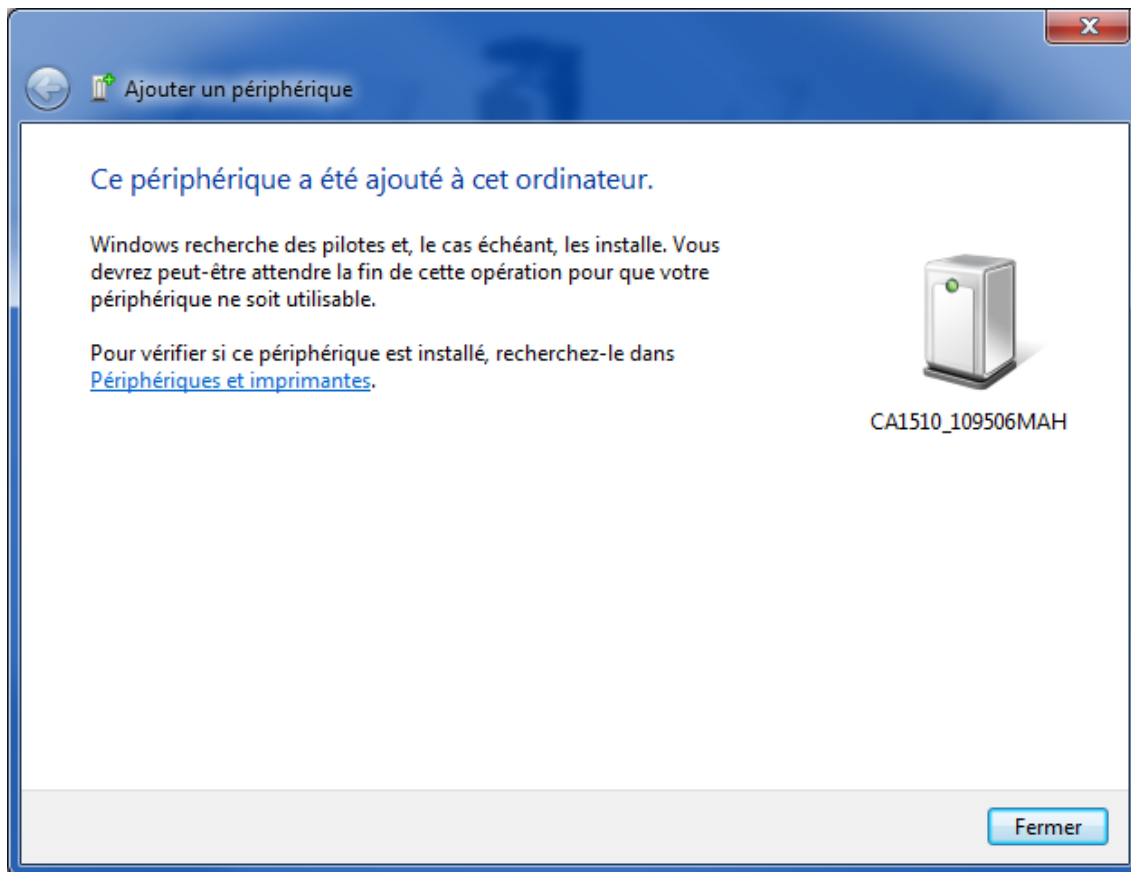 Ajouter un périphérique
Ce périphérique a été ajouté à cet ordinateur.
Windows recherche des pilotes et, le cas échéant, les installe. Vous
devrez peut-être attendre la fin de cette opération pour que votre
périphérique ne soit utilisable.
Pour vérifier si ce périphérique est installé, recherchez-le dans
Périphériques et imprimantes.
CA1510_109506MAH
Fermer